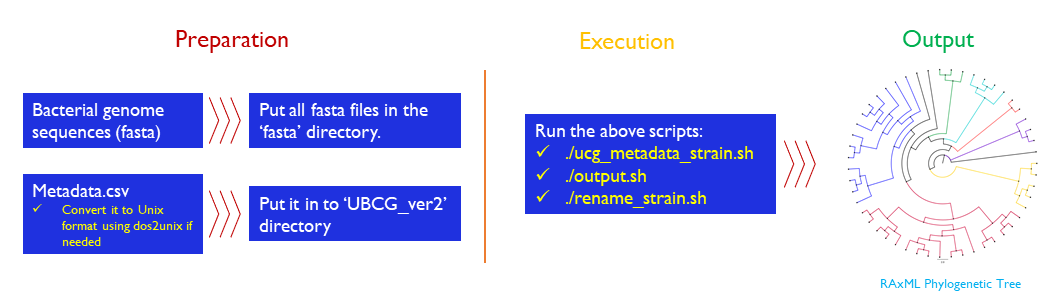 Preparation
Execution
Output
Bacterial genome
sequences (fasta)
Put all fasta files in the
‘fasta’ directory.
Metadata.csv
✓ Convert it to Unix
format using dos2unix if
needed
Put it in to ‘UBCG_ver2’
directory
Run the above scripts:
✓ ./ucg_metadata_strain.sh
✓ ./output.sh
✓ ./rename_strain.sh
RAxML Phylogenetic Tree